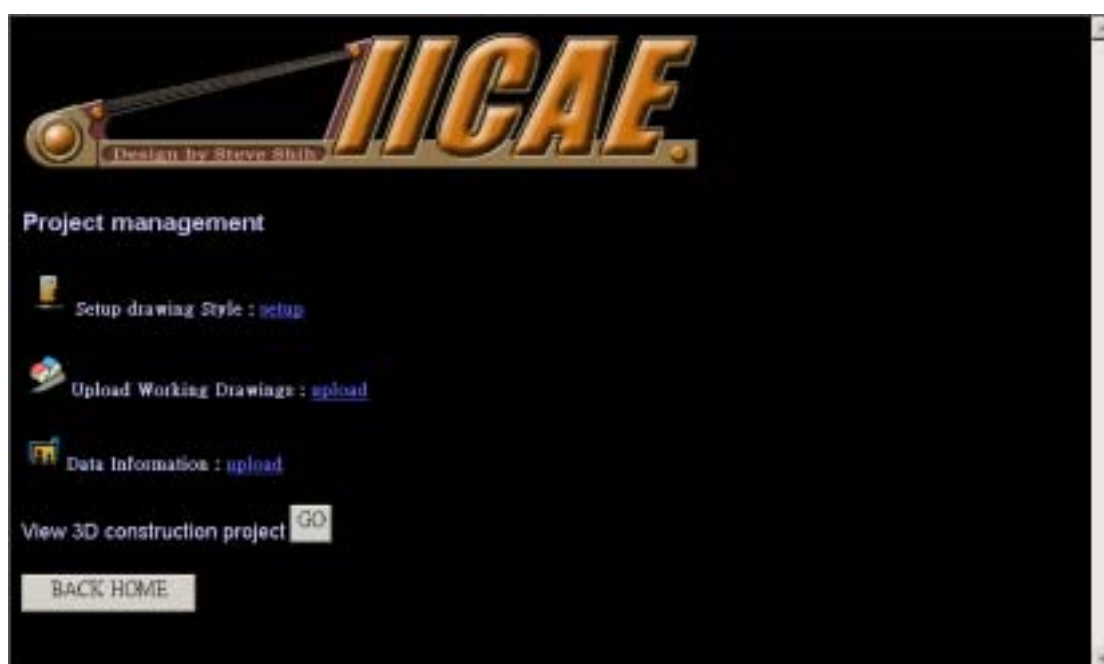 IICAE.
Design by Steve Shih
Project management
Setup drawing Style : setup
Upload Working Drawings : upload
Data Information : upload
View 3D construction project GO
BACK HOME